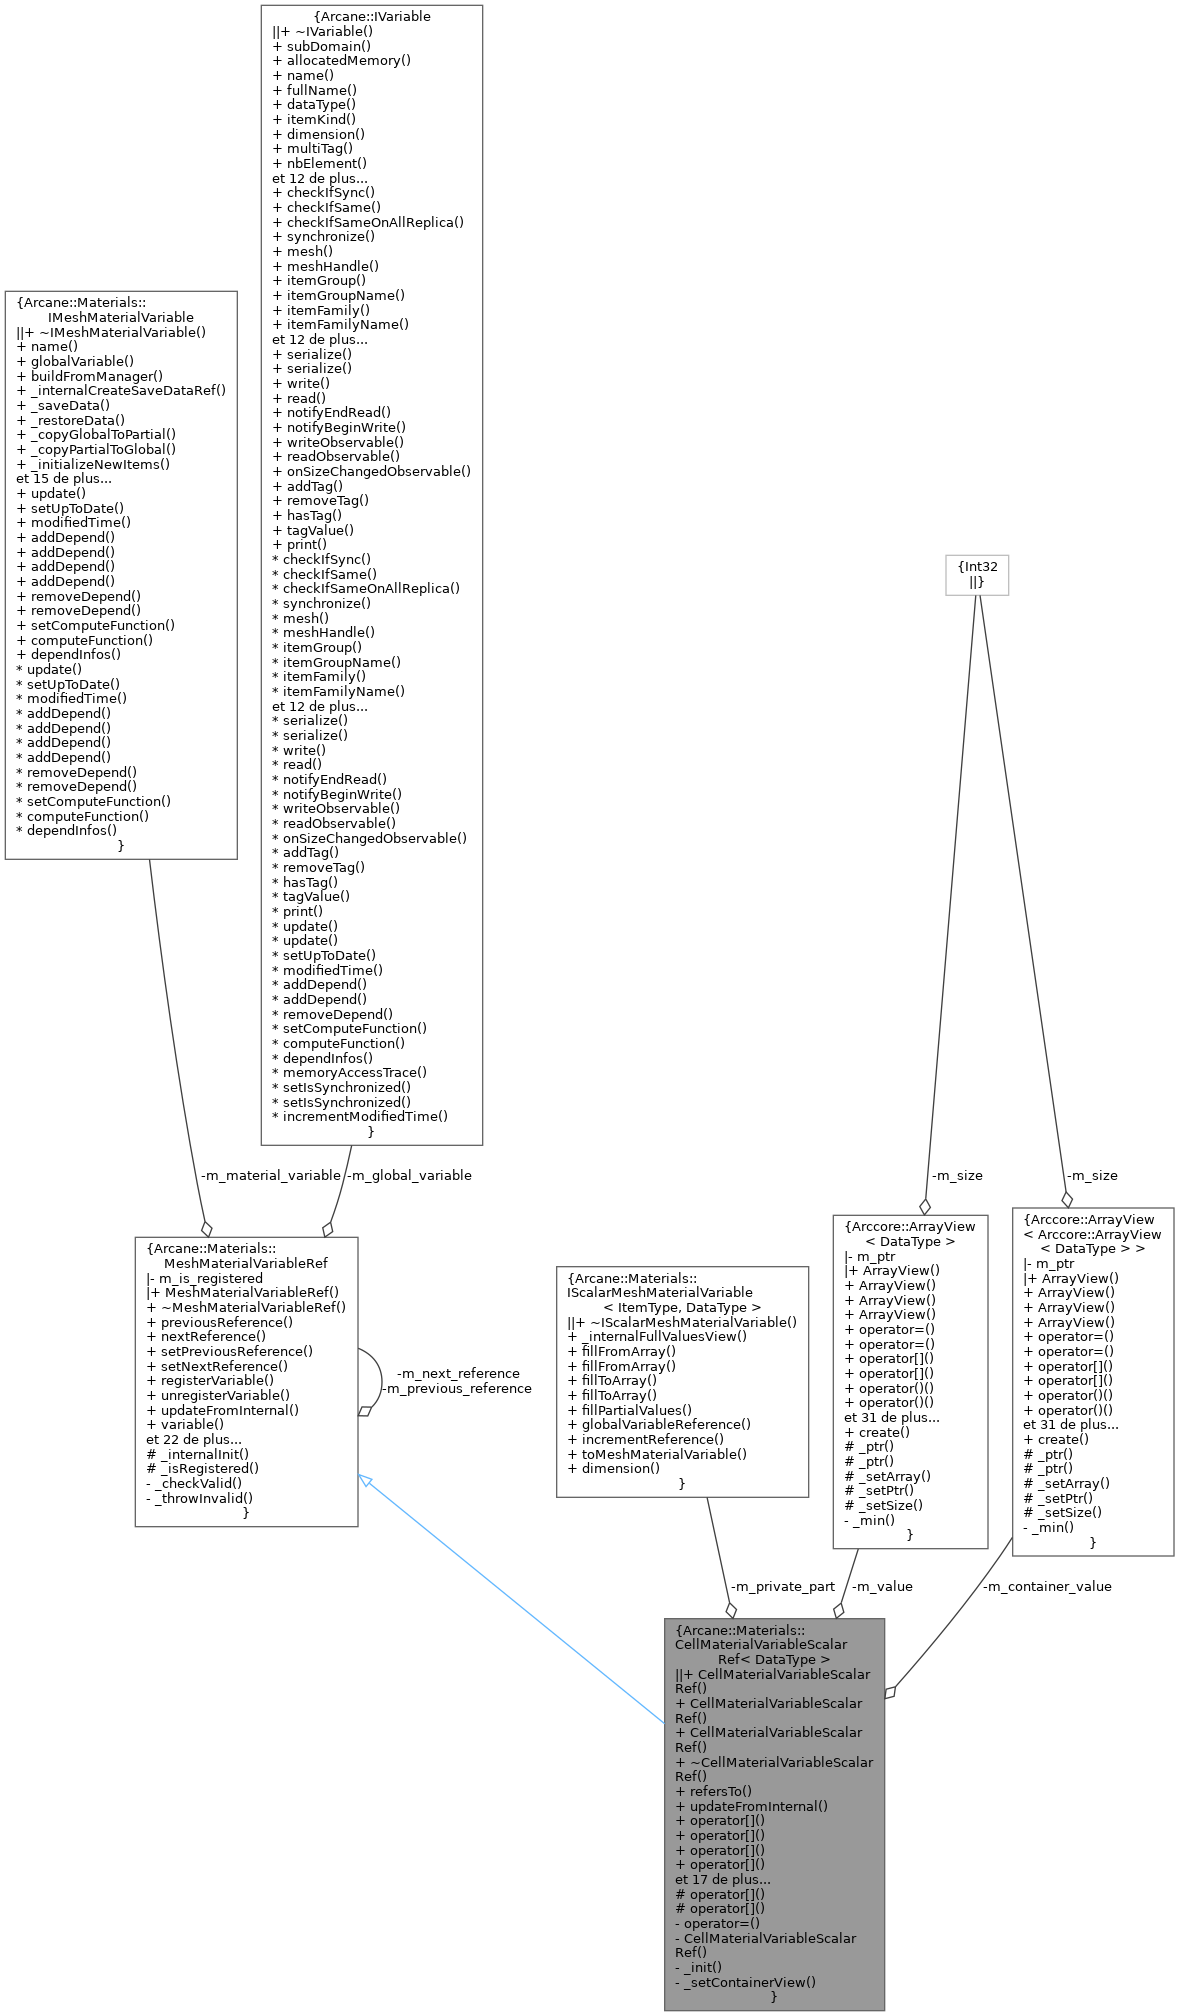 {Arcane::IVariable
||+ ~IVariable()
+ subDomain()
+ allocatedMemory()
+ name()
+ fullName()
+ dataType()
+ itemKind()
+ dimension()
+ multiTag()
+ nbElement()
et 12 de plus...
+ checkIfSync()
+ checkIfSame()
+ checkIfSameOnAllReplica()
+ synchronize()
+ mesh()
+ meshHandle()
+ itemGroup()
+ itemGroupName()
+ itemFamily()
+ itemFamilyName()
et 12 de plus...
+ serialize()
+ serialize()
+ write()
+ read()
+ notifyEndRead()
+ notifyBeginWrite()
+ writeObservable()
+ readObservable()
+ onSizeChangedObservable()
+ addTag()
+ removeTag()
+ hasTag()
+ tagValue()
+ print()
* checkIfSync()
* checkIfSame()
* checkIfSameOnAllReplica()
* synchronize()
* mesh()
* meshHandle()
* itemGroup()
* itemGroupName()
* itemFamily()
* itemFamilyName()
et 12 de plus...
* serialize()
* serialize()
* write()
* read()
* notifyEndRead()
* notifyBeginWrite()
* writeObservable()
* readObservable()
* onSizeChangedObservable()
* addTag()
* removeTag()
* hasTag()
* tagValue()
* print()
* update()
* update()
* setUpToDate()
* modifiedTime()
* addDepend()
* addDepend()
* removeDepend()
* setComputeFunction()
* computeFunction()
* dependInfos()
* memoryAccessTrace()
* setIsSynchronized()
* setIsSynchronized()
* incrementModifiedTime()
}
{Arcane::Materials::
IMeshMaterialVariable
||+ ~IMeshMaterialVariable()
+ name()
+ globalVariable()
+ buildFromManager()
+ _internalCreateSaveDataRef()
+ _saveData()
+ _restoreData()
+ _copyGlobalToPartial()
+ _copyPartialToGlobal()
+ _initializeNewItems()
et 15 de plus...
+ update()
+ setUpToDate()
+ modifiedTime()
+ addDepend()
+ addDepend()
+ addDepend()
+ addDepend()
+ removeDepend()
+ removeDepend()
+ setComputeFunction()
+ computeFunction()
+ dependInfos()
* update()
* setUpToDate()
* modifiedTime()
* addDepend()
* addDepend()
* addDepend()
* addDepend()
* removeDepend()
* removeDepend()
* setComputeFunction()
* computeFunction()
* dependInfos()
}
{Int32
||}
-m_material_variable
-m_global_variable
-m_size
-m_size
{Arcane::Materials::
MeshMaterialVariableRef
|- m_is_registered
|+ MeshMaterialVariableRef()
+ ~MeshMaterialVariableRef()
+ previousReference()
+ nextReference()
+ setPreviousReference()
+ setNextReference()
+ registerVariable()
+ unregisterVariable()
+ updateFromInternal()
+ variable()
et 22 de plus...
# _internalInit()
# _isRegistered()
- _checkValid()
- _throwInvalid()
}
-m_next_reference
-m_previous_reference
{Arcane::Materials::
IScalarMeshMaterialVariable
< ItemType, DataType >
||+ ~IScalarMeshMaterialVariable()
+ _internalFullValuesView()
+ fillFromArray()
+ fillFromArray()
+ fillToArray()
+ fillToArray()
+ fillPartialValues()
+ globalVariableReference()
+ incrementReference()
+ toMeshMaterialVariable()
+ dimension()
}
{Arccore::ArrayView
< DataType >
|- m_ptr
|+ ArrayView()
+ ArrayView()
+ ArrayView()
+ ArrayView()
+ operator=()
+ operator=()
+ operator[]()
+ operator[]()
+ operator()()
+ operator()()
et 31 de plus...
+ create()
# _ptr()
# _ptr()
# _setArray()
# _setPtr()
# _setSize()
- _min()
}
{Arccore::ArrayView
< Arccore::ArrayView
< DataType > >
|- m_ptr
|+ ArrayView()
+ ArrayView()
+ ArrayView()
+ ArrayView()
+ operator=()
+ operator=()
+ operator[]()
+ operator[]()
+ operator()()
+ operator()()
et 31 de plus...
+ create()
# _ptr()
# _ptr()
# _setArray()
# _setPtr()
# _setSize()
- _min()
}
-m_private_part
-m_value
-m_container_value
{Arcane::Materials::
CellMaterialVariableScalar
Ref< DataType >
||+ CellMaterialVariableScalar
Ref()
+ CellMaterialVariableScalar
Ref()
+ CellMaterialVariableScalar
Ref()
+ ~CellMaterialVariableScalar
Ref()
+ refersTo()
+ updateFromInternal()
+ operator[]()
+ operator[]()
+ operator[]()
+ operator[]()
et 17 de plus...
# operator[]()
# operator[]()
- operator=()
- CellMaterialVariableScalar
Ref()
- _init()
- _setContainerView()
}